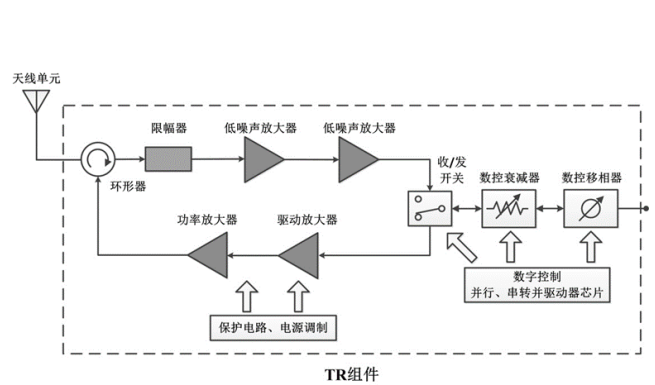 天线单元
限幅器
低噪声放大器
低噪声放大器
收/发
开关
数控衰减器
数控移相器
环形器
功率放大器
驱动放大器
数字控制
并行、串转并驱动器芯片
保护电路、电源调制
TR组件